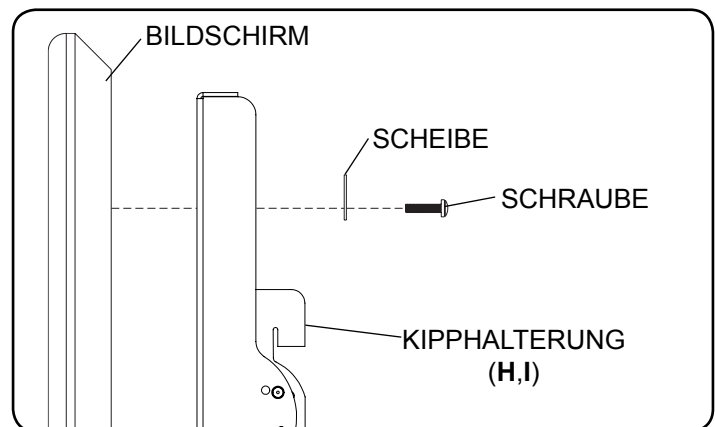 BILDSCHIRM
SCHEIBE
SCHRAUBE
KIPPHALTERUNG
(H,I)